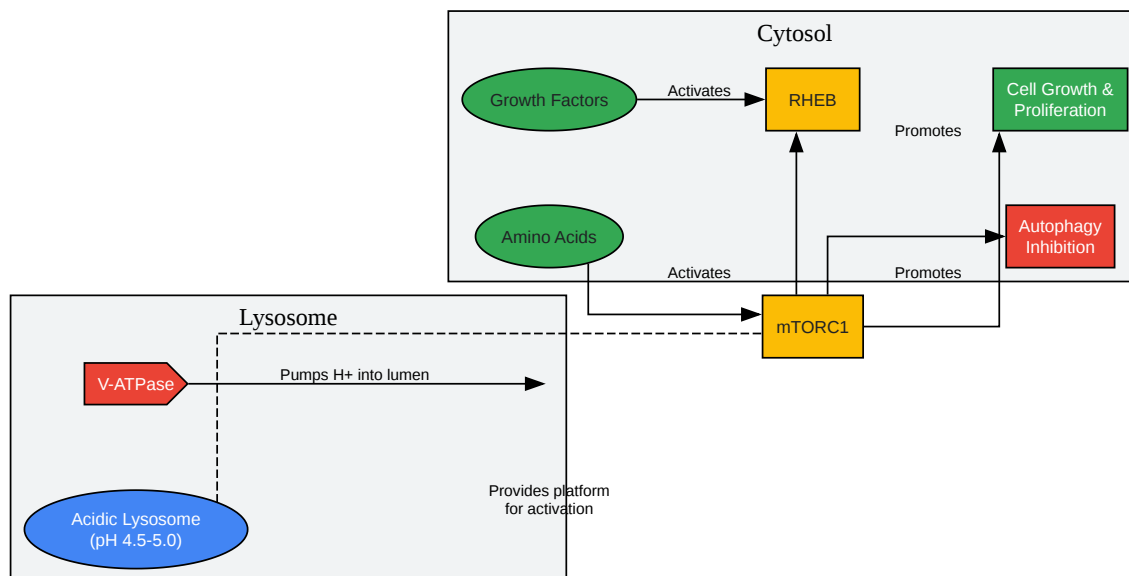 Cytosol
Growth Factors
Activates
RHEB
Cell Growth &
Proliferation
Promotes
Amino Acids
Autophagy
Inhibition
Activates
Promotes
Lysosome
mTORC1
V-ATPase
Pumps H+ into lumen
Provides platform
for activation
Acidic Lysosome
(pH 4.5-5.0)